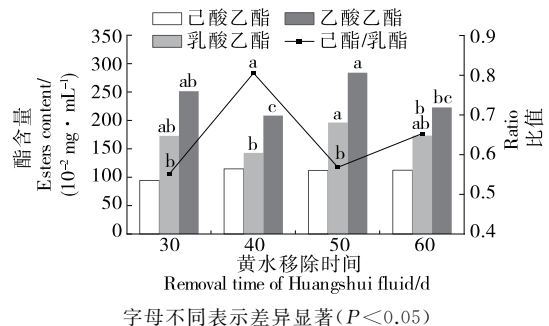 己酸乙酯 乙酸乙酯
乳酸乙酯 己酯/乳酯
酯含量
Esters content/
(10⁻² mg·mL⁻¹)
350
300
250
200
150
100
50
0
0.9
0.8
0.7
0.6
0.5
0.4
Ratio
比值
ab b ab
a b c
a b a
b ab bc
30 40 50 60
黄水移除时间
Removal time of Huangshui fluid/d
字母不同表示差异显著(P<0.05)